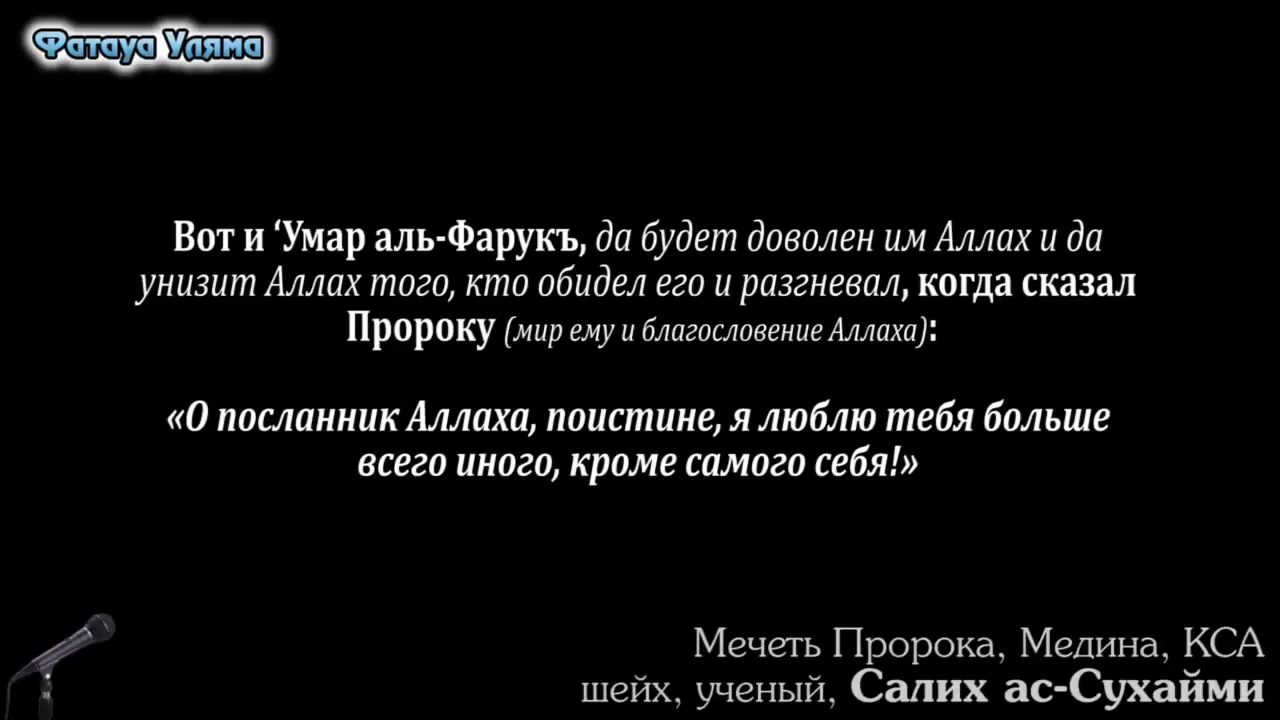 Фатауа Уляма
Вот и ‘Умар аль-Фарукъ, да будет доволен им Аллах и да
унизит Аллах того, кто обидел его и разгневал, когда сказал
Пророку (мир ему и благословение Аллаха):
«О посланник Аллаха, поистине, я люблю тебя больше
всего иного, кроме самого себя!»
Мечеть Пророка, Медина, КСА
шейх, ученый, Салих ас-Сухайми